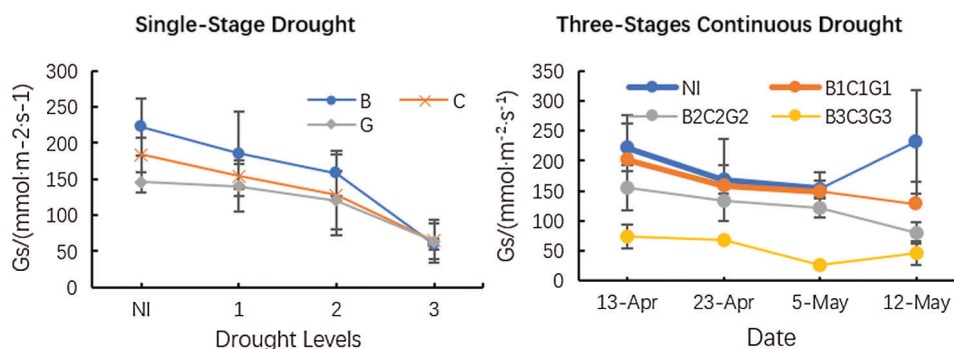 Single-Stage Drought
300
250
200
150
100
50
0
Gs/(mmol·m-2·s-1)
B
C
G
NI
1
2
3
Drought Levels
Three-Stages Continuous Drought
350
300
250
200
150
100
50
0
Gs/(mmol·m⁻²·s⁻¹)
NI
B1C1G1
B2C2G2
B3C3G3
13-Apr
23-Apr
5-May
12-May
Date